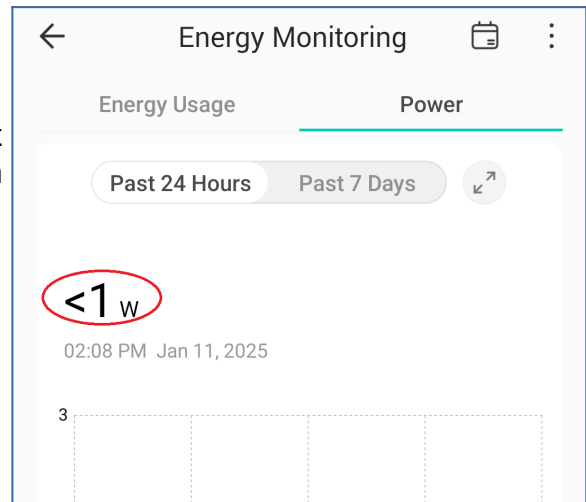 Energy Monitoring
Energy Usage Power
Past 24 Hours Past 7 Days
<1 W
02:08 PM Jan 11, 2025
3